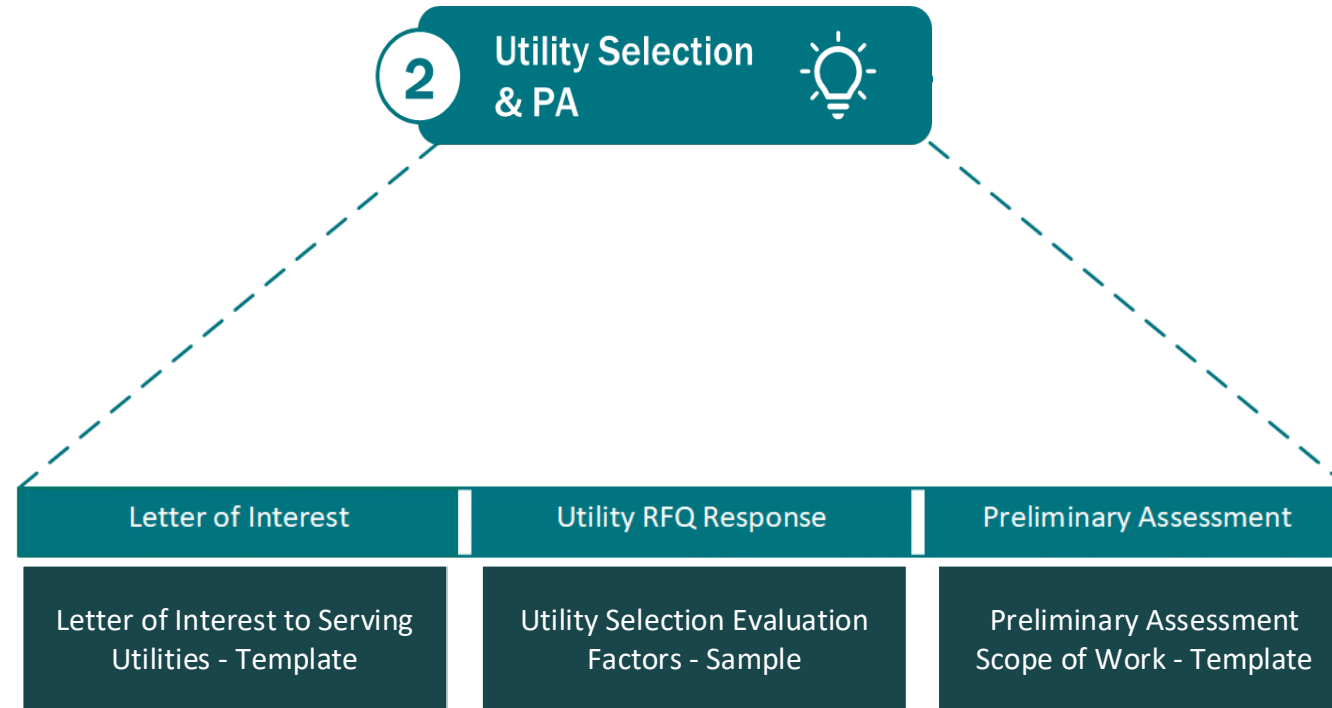 2
Utility Selection
& PA
Letter of Interest
Utility RFQ Response
Preliminary Assessment
Letter of Interest to Serving
Utilities - Template
Utility Selection Evaluation
Factors - Sample
Preliminary Assessment
Scope of Work - Template